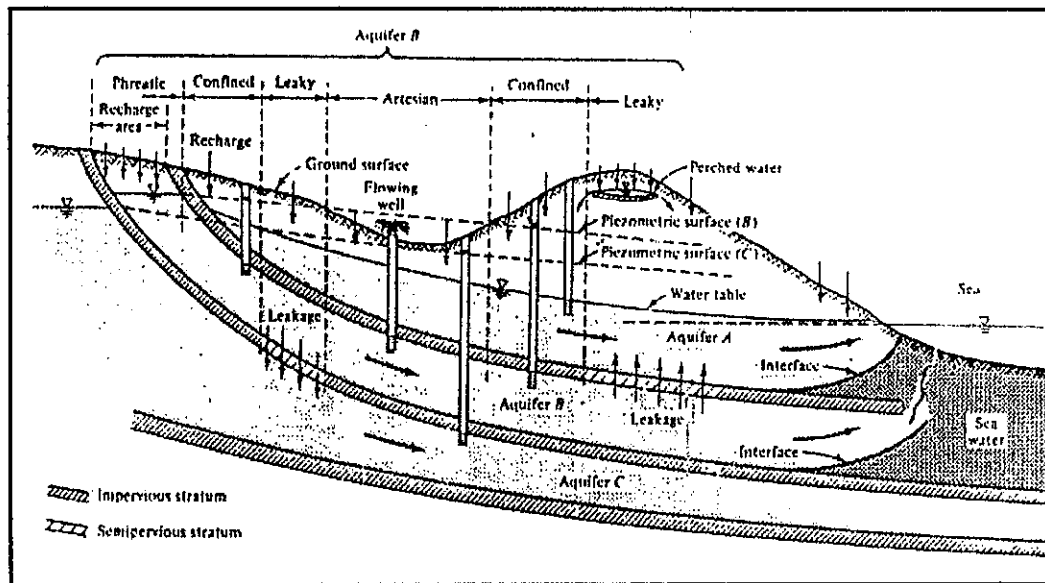 Aquifer B
Phreatic
Confined
Leaky
Artesian
Confined
Leaky
Recharge
area
Recharge
Ground surface
Flowing
well
Perched water
Piezometric surface (B)
Piezometric surface (C)
Water table
Sea
Leakage
Aquifer A
Interface
Aquifer B
Leakage
Interface
Sea
water
Aquifer C
Impervious stratum
Semipervious stratum